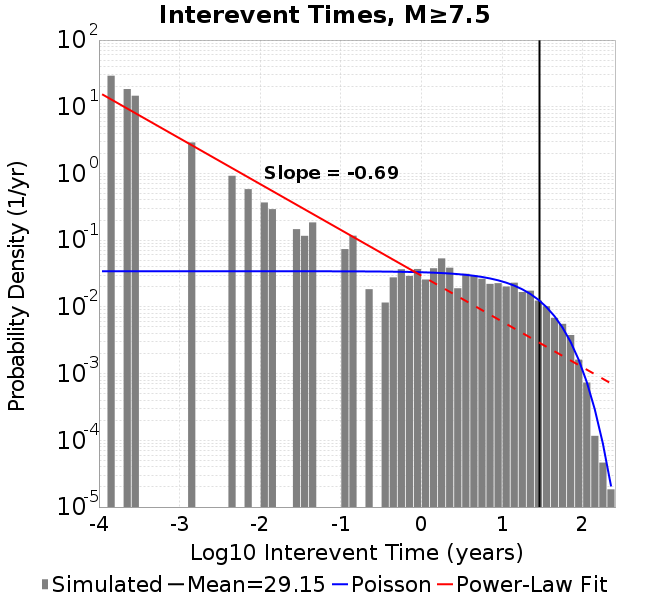 Interevent Times, M≥7.5
10^2
10^1
10^0
10^-1
10^-2
10^-3
10^-4
10^-5
Probability Density (1/yr)
Slope = -0.69
-4 -3 -2 -1 0 1 2
Log10 Interevent Time (years)
Simulated Mean=29.15 Poisson Power-Law Fit